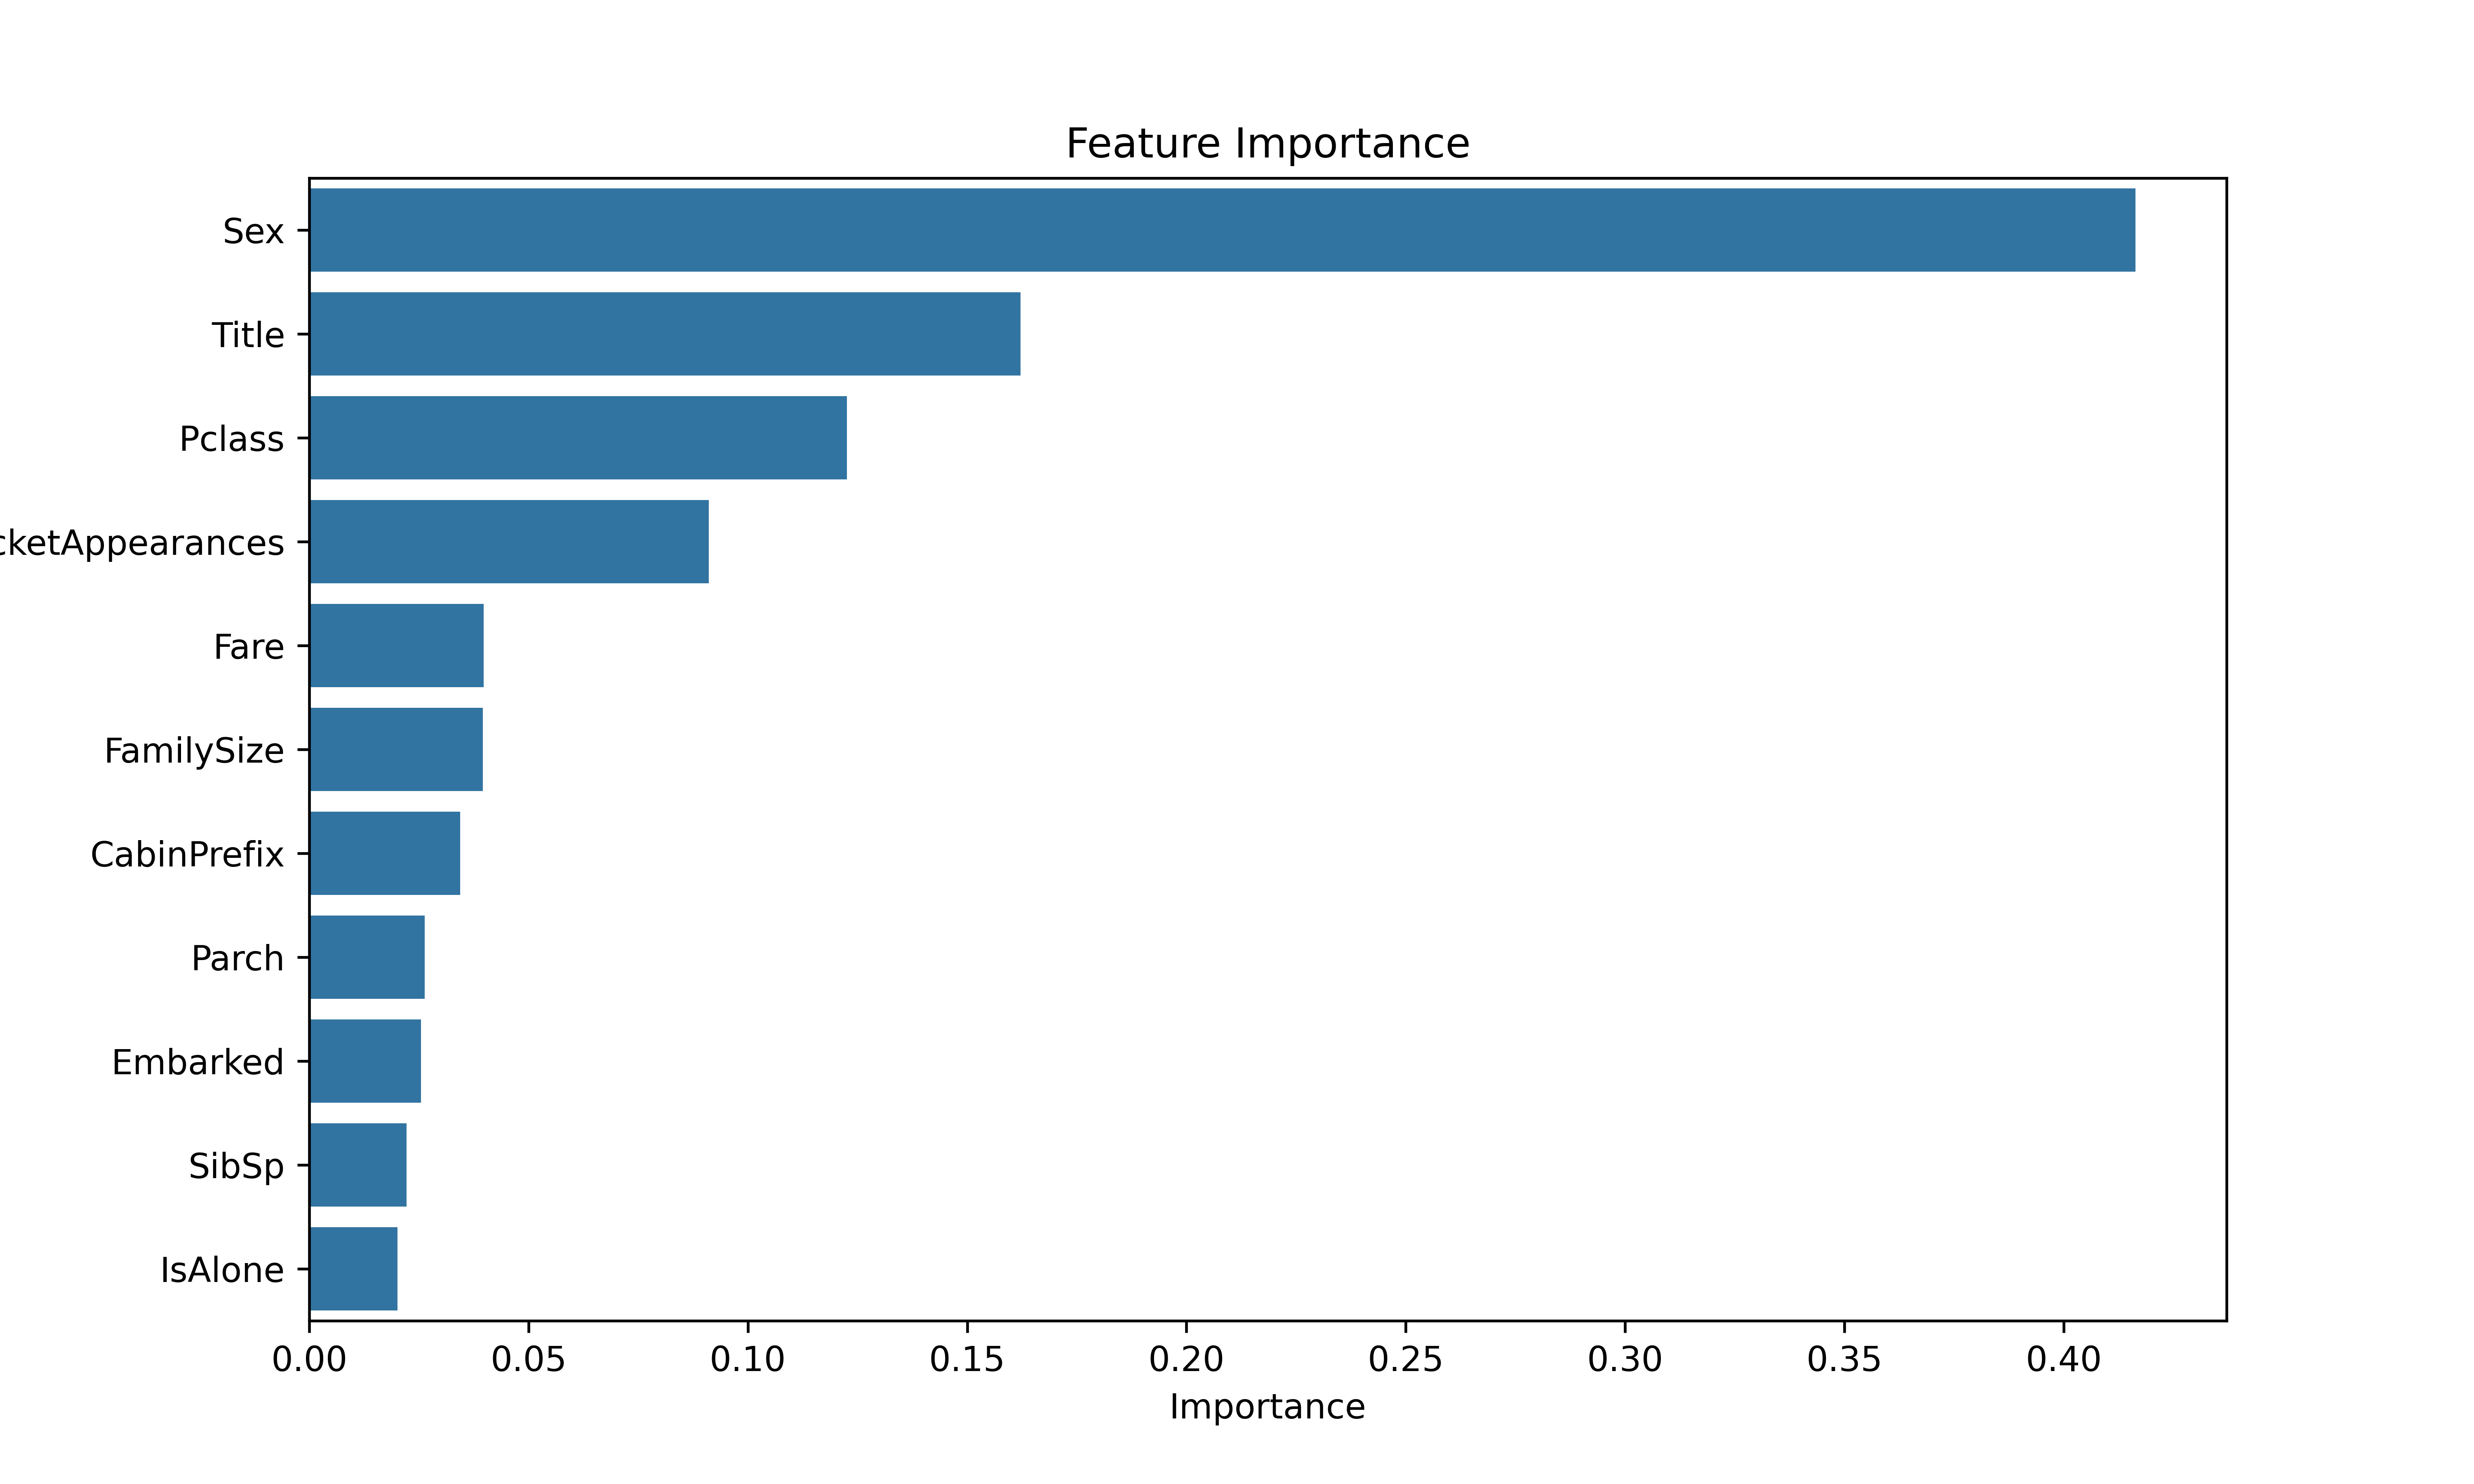 Feature Importance
Sex
Title
Pclass
cketAppearances
Fare
FamilySize
CabinPrefix
Parch
Embarked
SibSp
IsAlone
0.00 0.05 0.10 0.15 0.20 0.25 0.30 0.35 0.40
Importance